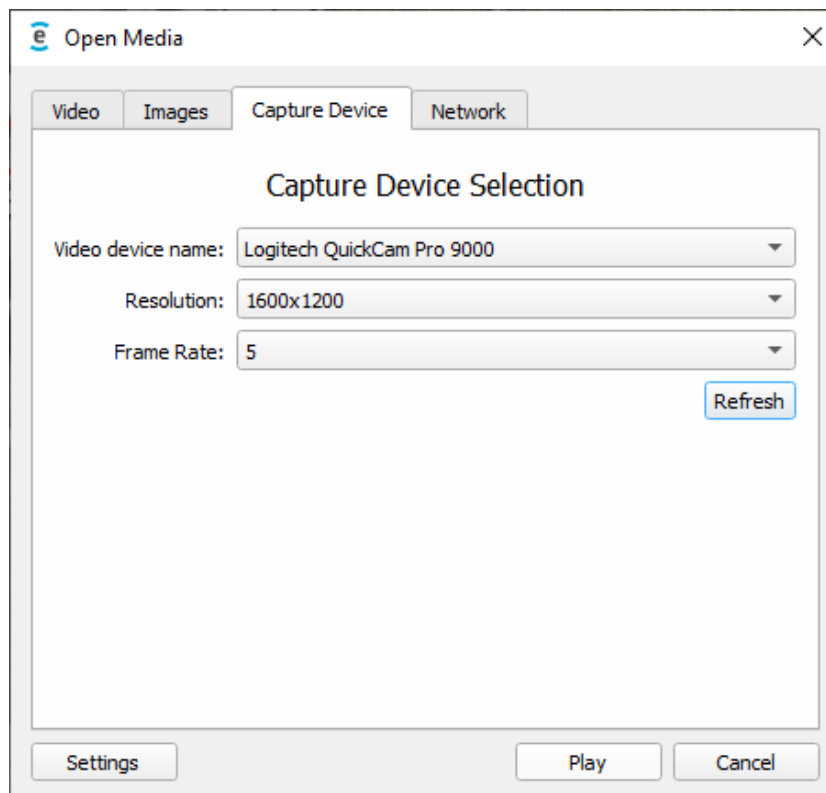 Open Media
Video Images Capture Device Network
Capture Device Selection
Video device name: Logitech QuickCam Pro 9000
Resolution: 1600x1200
Frame Rate: 5
Refresh
Settings Play Cancel